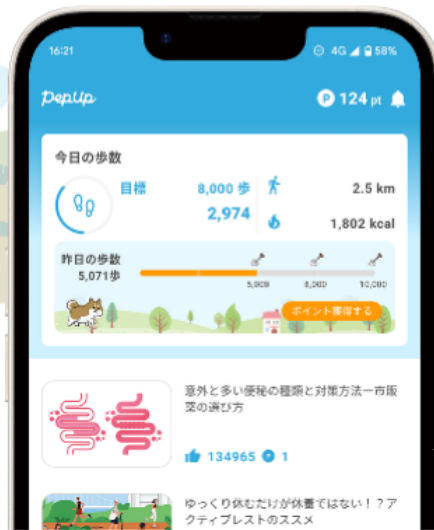 16:21
4G 58%
PepUp
P 124 pt
今日の歩数
目標 8,000 歩
2,974
2.5 km
1,802 kcal
昨日の歩数
5,071歩
5,000 8,000 10,000
ポイント獲得する
意外と多い便秘の種類と対策方法ー市販
薬の選び方
134965 1
ゆっくり休むだけが休養ではない！？ア
クティブレストのススメ